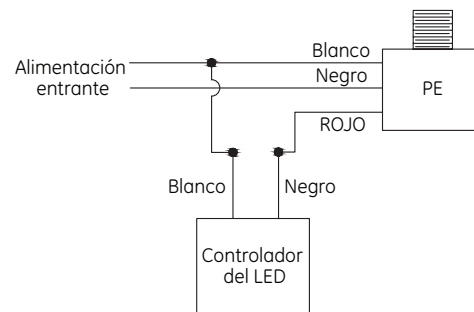 Blanco
Alimentación
entrante
Negro
PE
ROJO
Blanco
Negro
Controlador
del LED